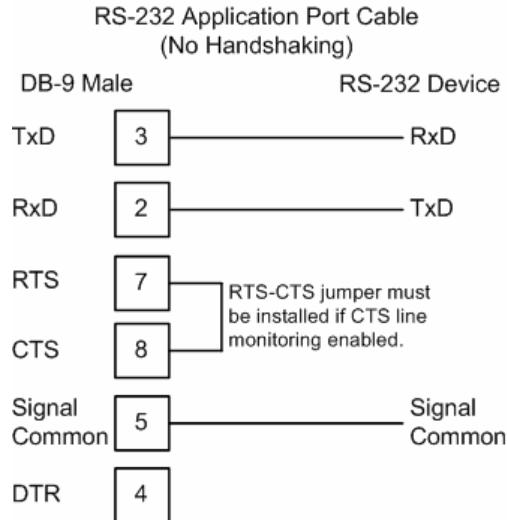 RS-232 Application Port Cable
(No Handshaking)
DB-9 Male
RS-232 Device
TxD
3
RxD
RxD
2
TxD
RTS
7
RTS-CTS jumper must
be installed if CTS line
monitoring enabled.
CTS
8
Signal
Common
5
Signal
Common
DTR
4